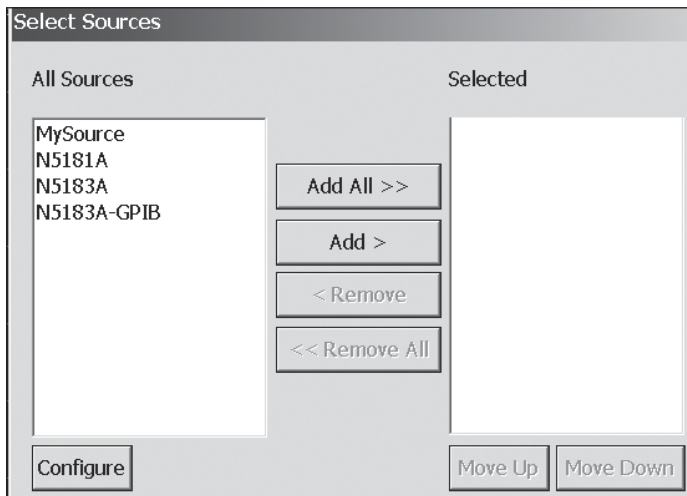 Select Sources
All Sources
Selected
MySource
N5181A
N5183A
N5183A-GPIB
Add All >>
Add >
< Remove
<< Remove All
Configure
Move Up
Move Down